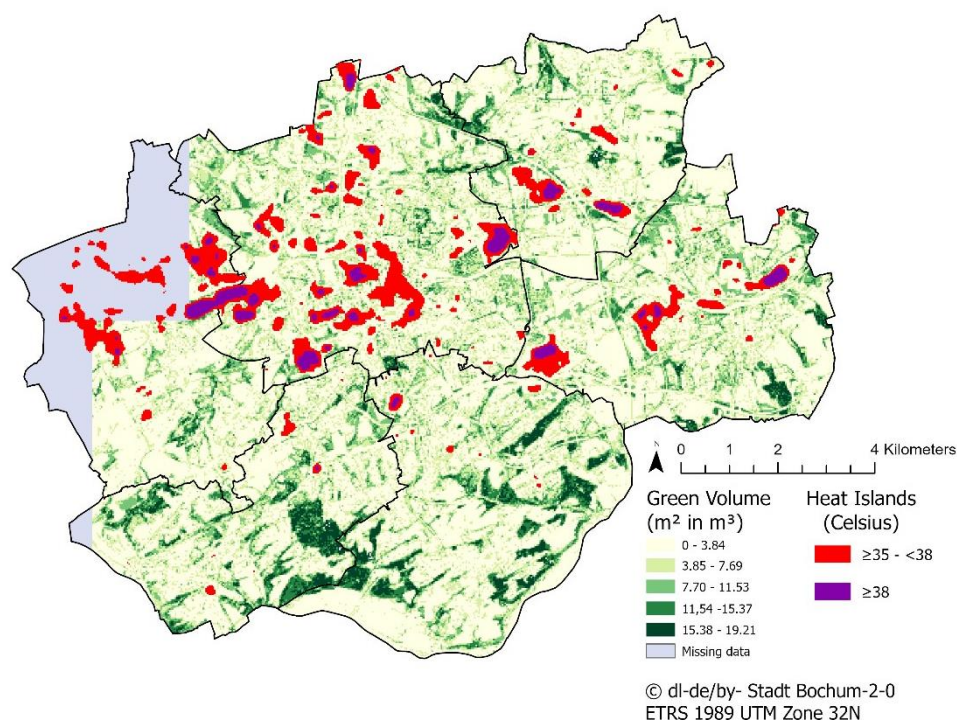 N
0 1 2 4 Kilometers
Green Volume
(m² in m³)
0 - 3.84
3.85 - 7.69
7.70 - 11.53
11,54 -15.37
15.38 - 19.21
Missing data
Heat Islands
(Celsius)
≥35 - <38
≥38
© dl-de/by- Stadt Bochum-2-0
ETRS 1989 UTM Zone 32N